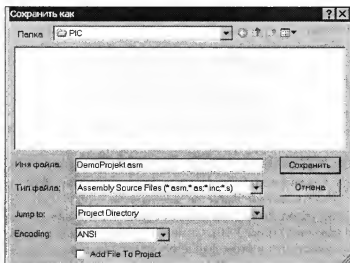 Сохранить как
Папка: PIC
Имя файла: DemoProjekt.asm Сохранить
Тип файла: Assembly Source Files (*.asm;*.as;*.inc;*.s) Отмена
Jump to: Project Directory
Encoding: ANSI
Add File To Project